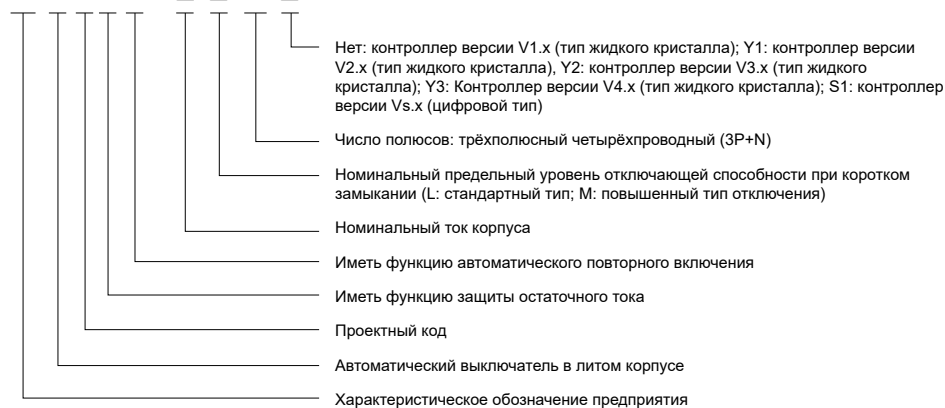 Нет: контроллер версии V1.x (тип жидкого кристалла); Y1: контроллер версии
V2.x (тип жидкого кристалла), Y2: контроллер версии V3.x (тип жидкого
кристалла); Y3: Контроллер версии V4.x (тип жидкого кристалла); S1: контроллер
версии Vs.x (цифровой тип)
Число полюсов: трёхполюсный четырёхпроводный (3P+N)
Номинальный предельный уровень отключающей способности при коротком
замыкании (L: стандартный тип; M: повышенный тип отключения)
Номинальный ток корпуса
Иметь функцию автоматического повторного включения
Иметь функцию защиты остаточного тока
Проектный код
Автоматический выключатель в литом корпусе
Характеристическое обозначение предприятия